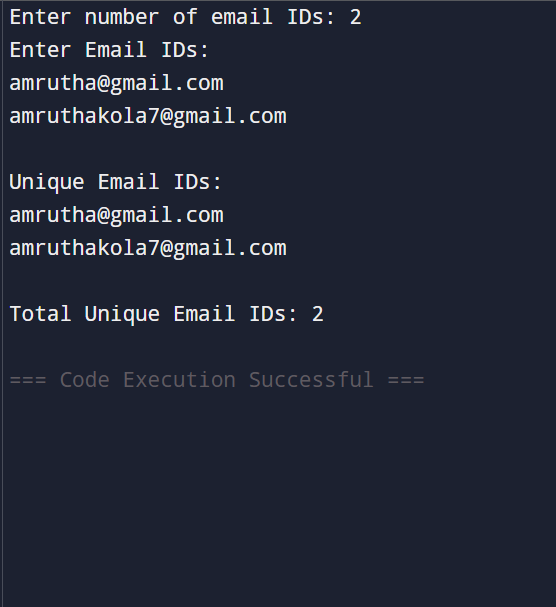 Enter number of email IDs: 2
Enter Email IDs:
amrutha@gmail.com
amruthakola7@gmail.com
Unique Email IDs:
amrutha@gmail.com
amruthakola7@gmail.com
Total Unique Email IDs: 2
=== Code Execution Successful ===